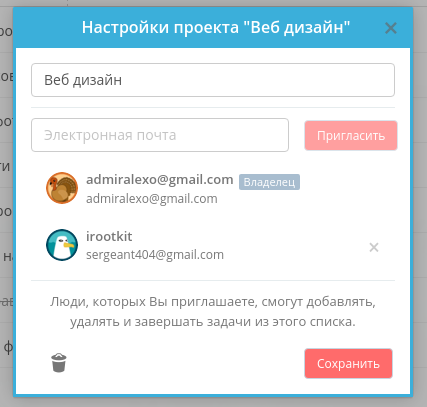 Настройки проекта "Веб дизайн"
Веб дизайн
Электронная почта
Пригласить
admiralexo@gmail.com Владелец
admiralexo@gmail.com
irootkit
sergeant404@gmail.com
Люди, которых Вы приглашаете, смогут добавлять,
удалять и завершать задачи из этого списка.
Сохранить